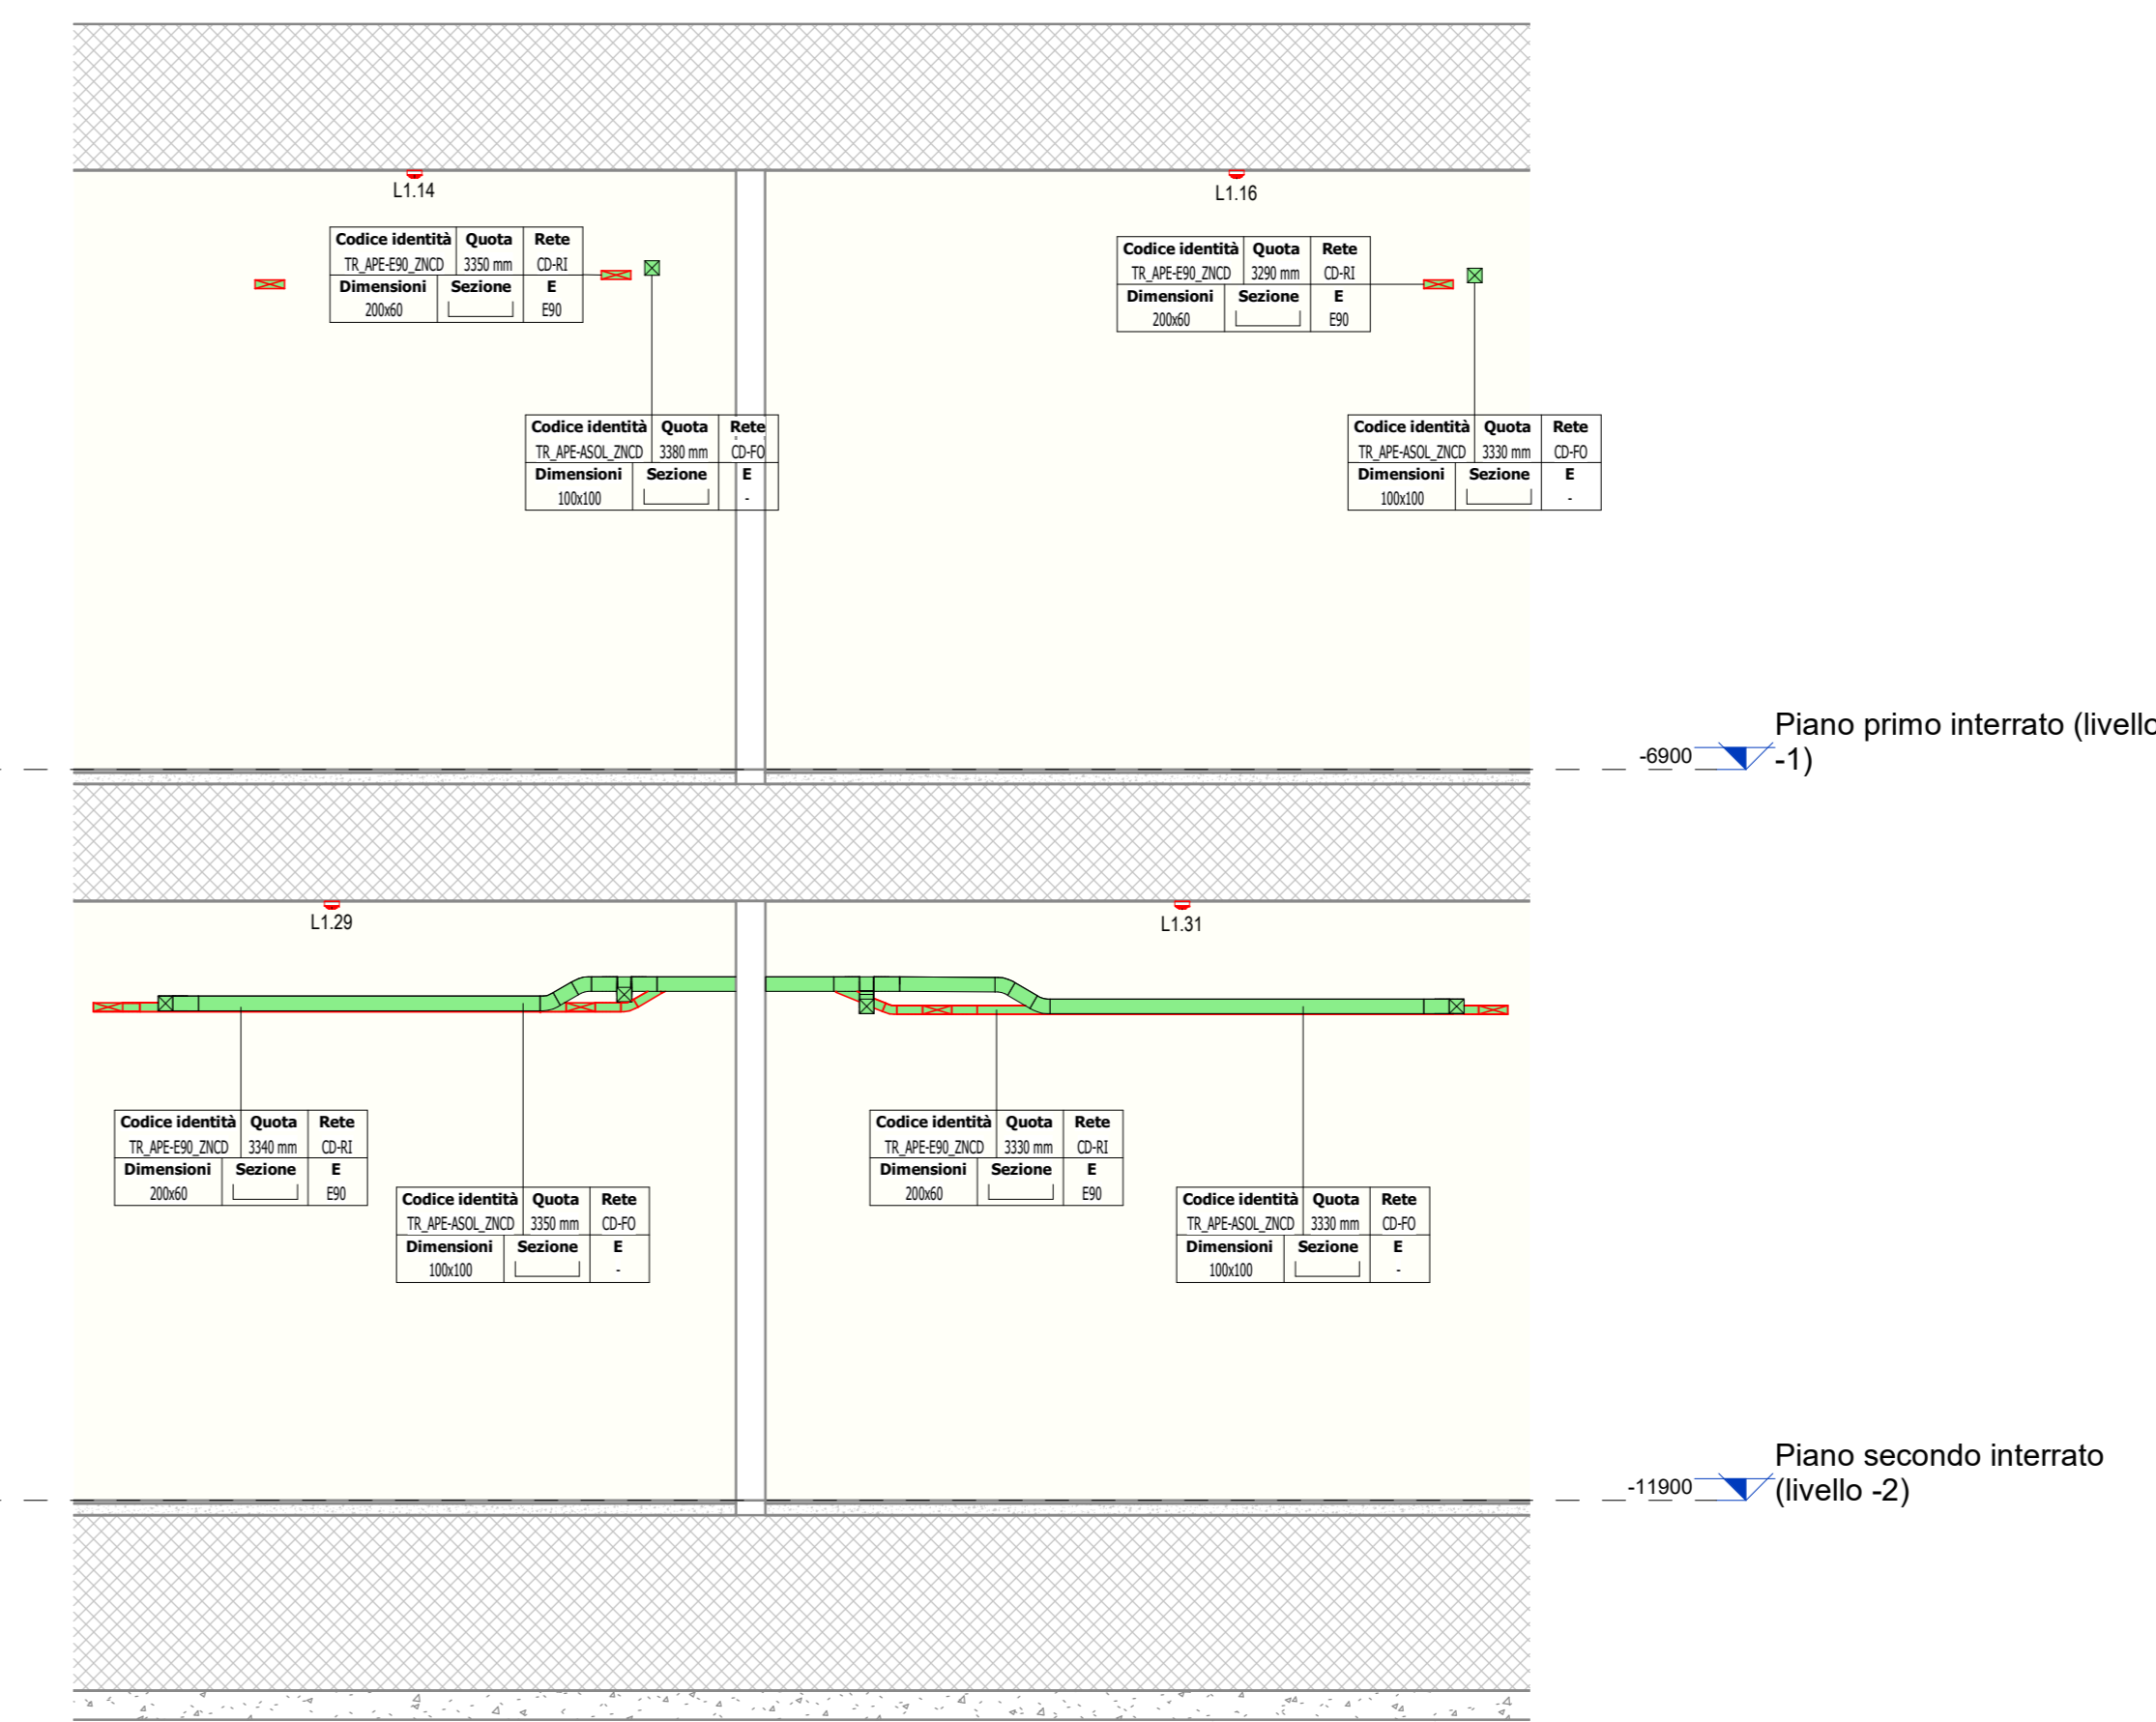 L1.14
L1.16
Codice identità Quota Rete
TR_APE-E90_ZNCD 3350 mm CD-RI
Dimensioni Sezione E
200x60 E90
Codice identità Quota Rete
TR_APE-E90_ZNCD 3290 mm CD-RI
Dimensioni Sezione E
200x60 E90
Codice identità Quota Rete
TR_APE-ASOL_ZNCD 3380 mm CD-FO
Dimensioni Sezione E
100x100 -
Codice identità Quota Rete
TR_APE-ASOL_ZNCD 3330 mm CD-FO
Dimensioni Sezione E
100x100 -
-6900
Piano primo interrato (livello
-1)
L1.29
L1.31
Codice identità Quota Rete
TR_APE-E90_ZNCD 3340 mm CD-RI
Dimensioni Sezione E
200x60 E90
Codice identità Quota Rete
TR_APE-ASOL_ZNCD 3350 mm CD-FO
Dimensioni Sezione E
100x100 -
Codice identità Quota Rete
TR_APE-E90_ZNCD 3330 mm CD-RI
Dimensioni Sezione E
200x60 E90
Codice identità Quota Rete
TR_APE-ASOL_ZNCD 3330 mm CD-FO
Dimensioni Sezione E
100x100 -
-11900
Piano secondo interrato
(livello -2)